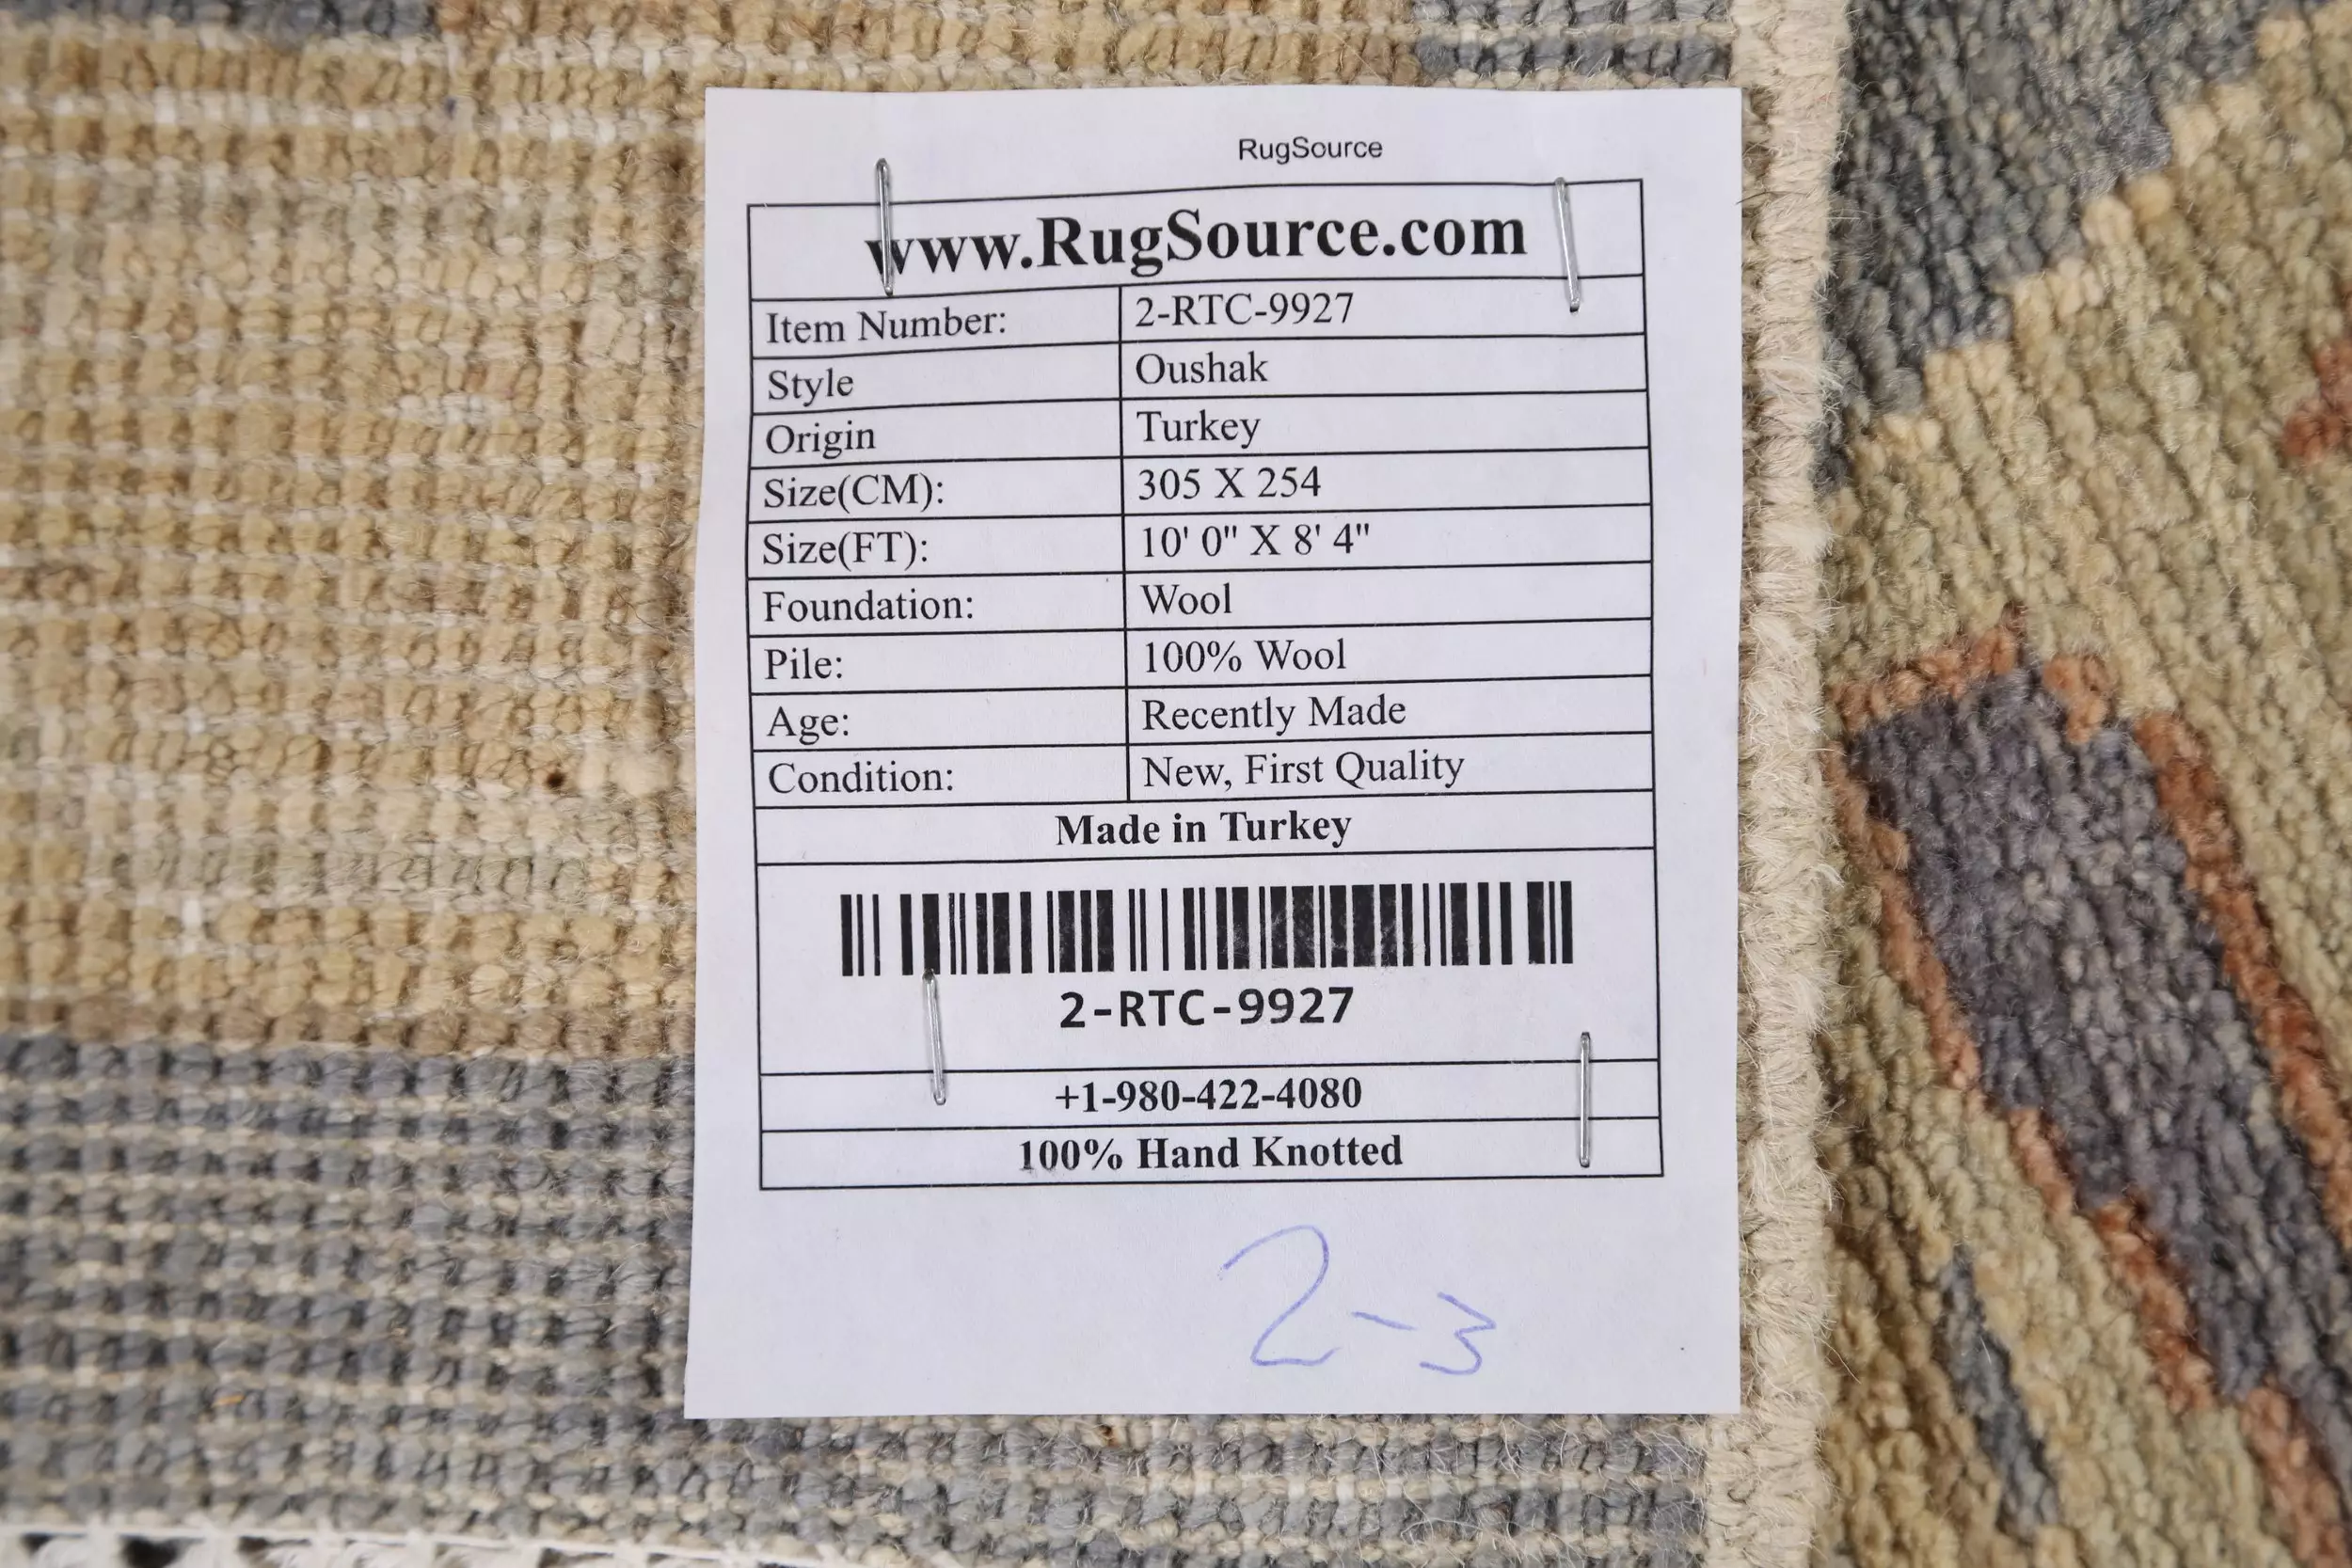 RugSource
www.RugSource.com
Item Number: 2-RTC-9927
Style Oushak
Origin Turkey
Size(CM): 305 X 254
Size(FT): 10' 0" X 8' 4"
Foundation: Wool
Pile: 100% Wool
Age: Recently Made
Condition: New, First Quality
Made in Turkey
2-RTC-9927
+1-980-422-4080
100% Hand Knotted
2-3